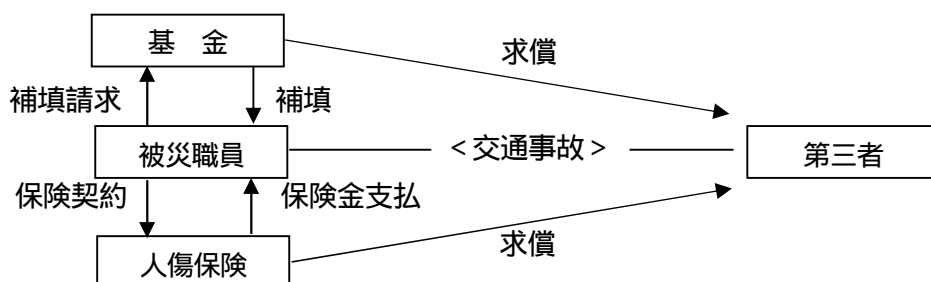 基 金
求償
補填請求
補填
被災職員
<交通事故>
第三者
保険契約
保険金支払
求償
人傷保険